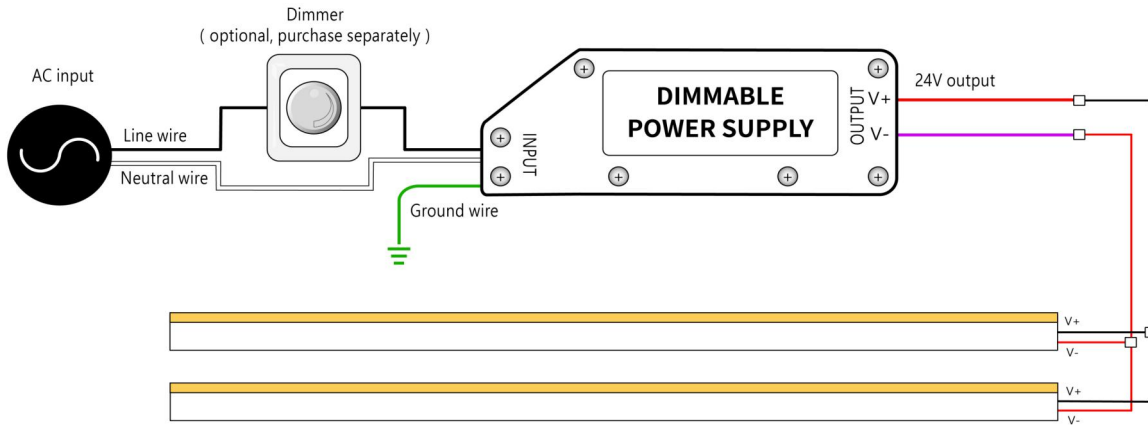 Dimmer
( optional, purchase separately )
AC input
Line wire
Neutral wire
Ground wire
INPUT
DIMMABLE
POWER SUPPLY
OUTPUT
V+
V-
24V output
V+
V-
V+
V-